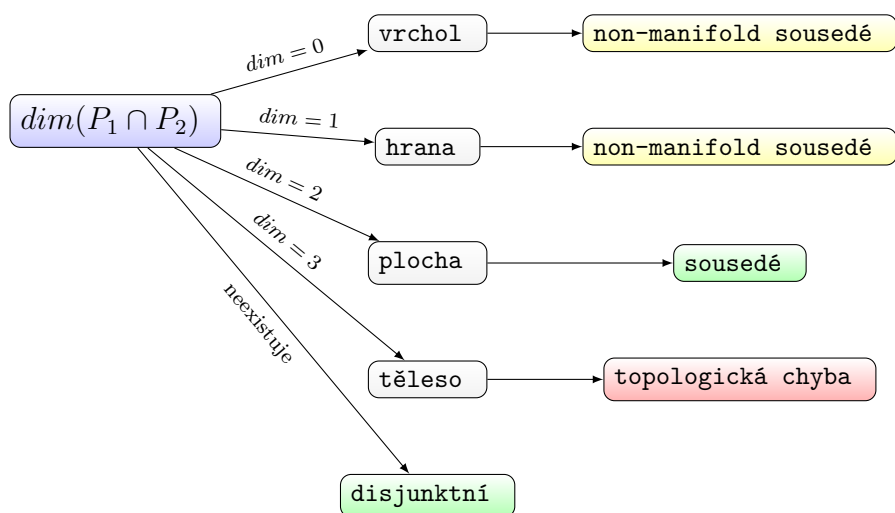 dim = 0
vrchol
non-manifold sousedé
dim(P₁ ∩ P₂)
dim = 1
hrana
non-manifold sousedé
dim = 2
plocha
sousedé
dim = 3
těleso
topologická chyba
neexistuje
disjunktní